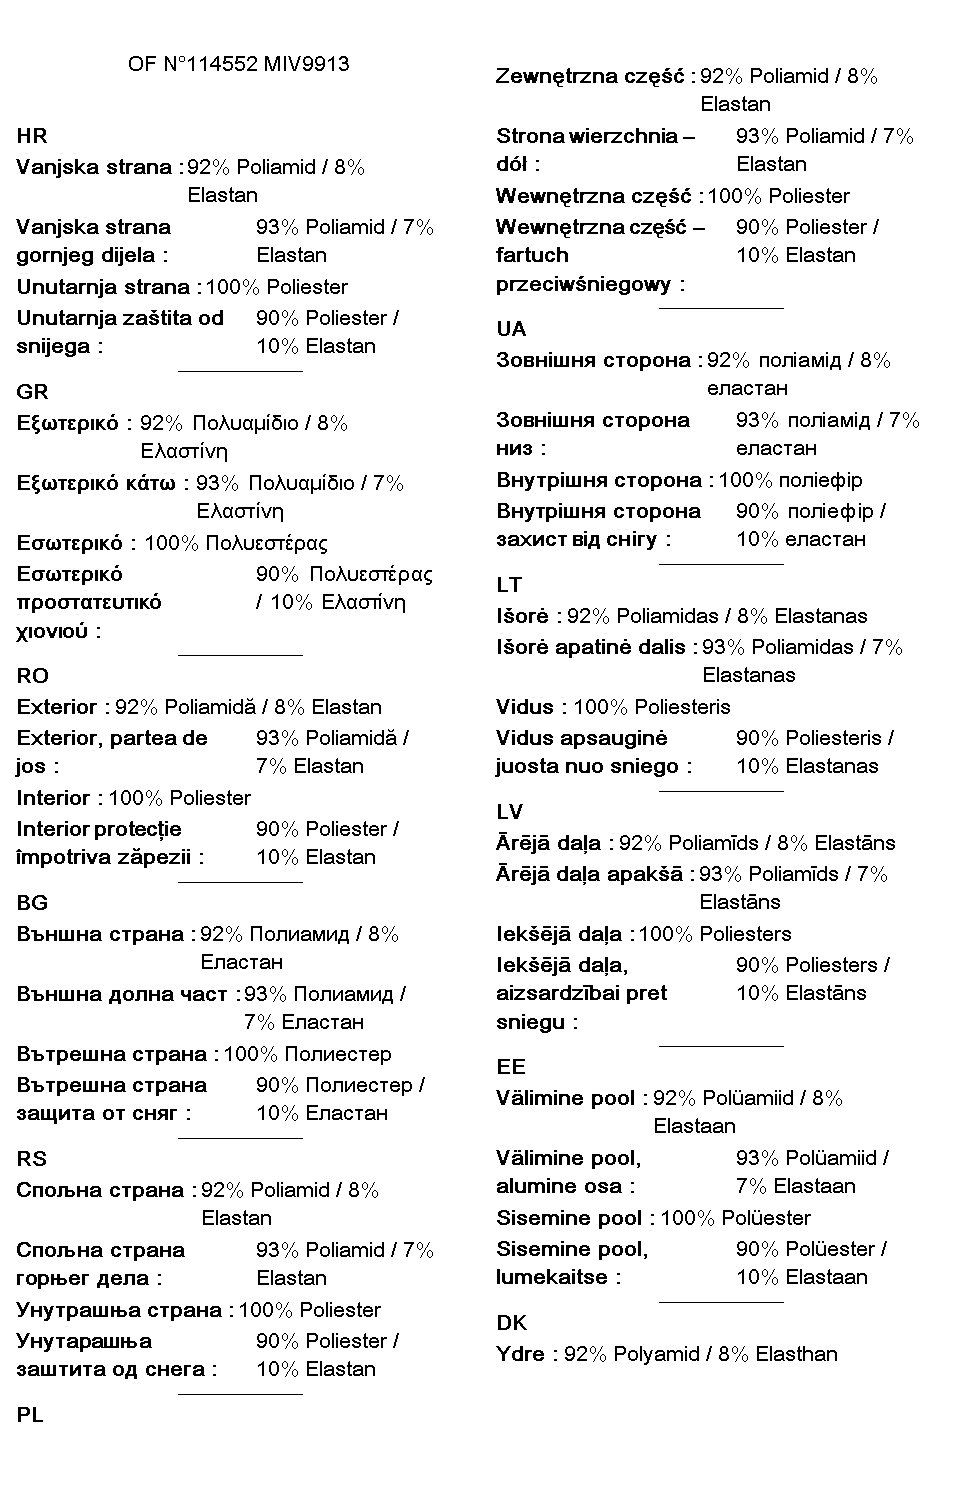 OF N°114552 MIV9913
HR
Vanjska strana : 92% Poliamid / 8%
Elastan
Vanjska strana 93% Poliamid / 7%
gornjeg dijela : Elastan
Unutarnja strana : 100% Poliester
Unutarnja zaštita od 90% Poliester /
snijega : 10% Elastan
GR
Εξωτερικό : 92% Πολυαμίδιο / 8%
Ελαστίνη
Εξωτερικό κάτω : 93% Πολυαμίδιο / 7%
Ελαστίνη
Εσωτερικό : 100% Πολυεστέρας
Εσωτερικό 90% Πολυεστέρας
προστατευτικό / 10% Ελαστίνη
χιονιού :
RO
Exterior : 92% Poliamidă / 8% Elastan
Exterior, partea de 93% Poliamidă /
jos : 7% Elastan
Interior : 100% Poliester
Interior protecție 90% Poliester /
împotriva zăpezii : 10% Elastan
BG
Външна страна : 92% Полиамид / 8%
Еластан
Външна долна част : 93% Полиамид /
7% Еластан
Вътрешна страна : 100% Полиестер
Вътрешна страна 90% Полиестер /
защита от сняг : 10% Еластан
RS
Спољна страна : 92% Poliamid / 8%
Elastan
Спољна страна 93% Poliamid / 7%
горњег дела : Elastan
Унутрашња страна : 100% Poliester
Унутарашња 90% Poliester /
заштита од снега : 10% Elastan
PL
Zewnętrzna część : 92% Poliamid / 8%
Elastan
Strona wierzchnia – 93% Poliamid / 7%
dół : Elastan
Wewnętrzna część : 100% Poliester
Wewnętrzna część – 90% Poliester /
fartuch 10% Elastan
przeciwśniegowy :
UA
Зовнішня сторона : 92% поліамід / 8%
еластан
Зовнішня сторона 93% поліамід / 7%
низ : еластан
Внутрішня сторона : 100% поліефір
Внутрішня сторона 90% поліефір /
захист від снігу : 10% еластан
LT
Išorė : 92% Poliamidas / 8% Elastanas
Išorė apatinė dalis : 93% Poliamidas / 7%
Elastanas
Vidus : 100% Poliesteris
Vidus apsauginė 90% Poliesteris /
juosta nuo sniego : 10% Elastanas
LV
Ārējā daļa : 92% Poliamīds / 8% Elastāns
Ārējā daļa apakšā : 93% Poliamīds / 7%
Elastāns
Iekšējā daļa : 100% Poliesters
Iekšējā daļa, 90% Poliesters /
aizsardzībai pret 10% Elastāns
sniegu :
EE
Välimine pool : 92% Polüamiid / 8%
Elastaan
Välimine pool, 93% Polüamiid /
alumine osa : 7% Elastaan
Sisemine pool : 100% Polüester
Sisemine pool, 90% Polüester /
lumekaitse : 10% Elastaan
DK
Ydre : 92% Polyamid / 8% Elasthan